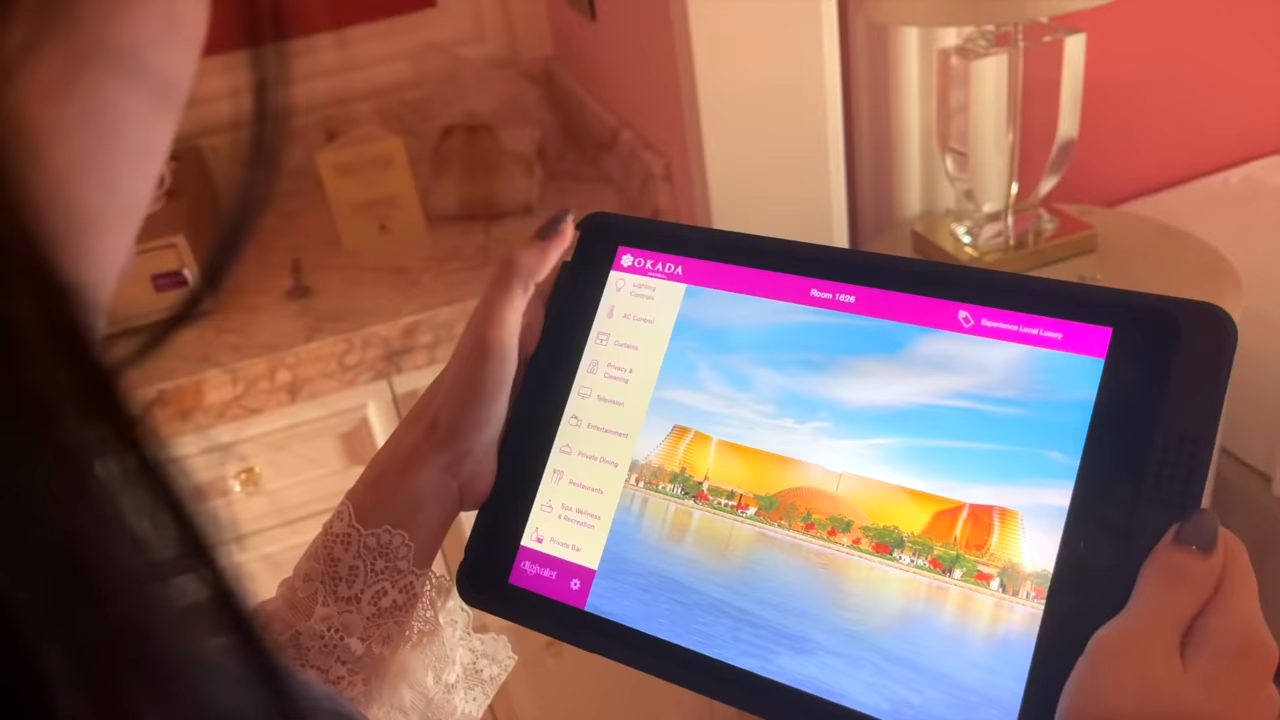 OKADA
Room 1626
Experience Local Luxury
Lighting
Controls
AC Control
Curtains
Privacy &
Cleaning
Television
Entertainment
Private Dining
Restaurants
Spa, Wellness
& Recreation
Private Bar
digivalet